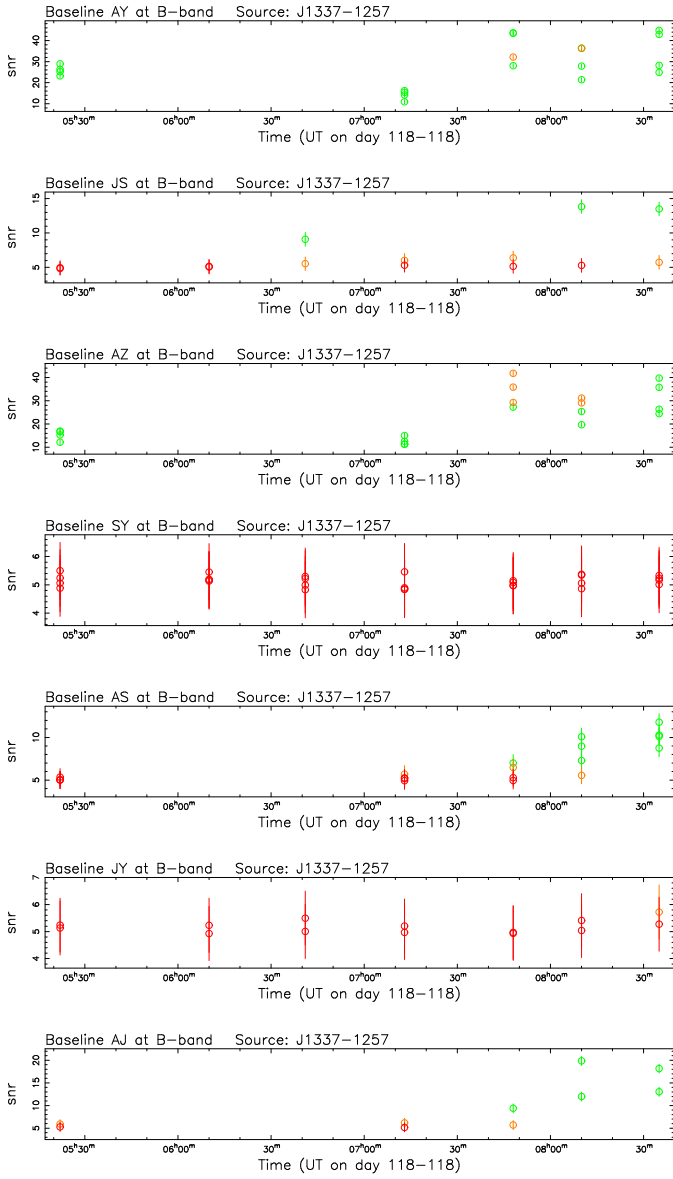 Baseline AY at B-band Source: J1337-1257
snr
40
30
20
10
05h30m 06h00m 30m 07h00m 30m 08h00m 30m
Time (UT on day 118-118)
Baseline JS at B-band Source: J1337-1257
snr
15
10
5
05h30m 06h00m 30m 07h00m 30m 08h00m 30m
Time (UT on day 118-118)
Baseline AZ at B-band Source: J1337-1257
snr
40
30
20
10
05h30m 06h00m 30m 07h00m 30m 08h00m 30m
Time (UT on day 118-118)
Baseline SY at B-band Source: J1337-1257
snr
6
5
4
05h30m 06h00m 30m 07h00m 30m 08h00m 30m
Time (UT on day 118-118)
Baseline AS at B-band Source: J1337-1257
snr
10
5
05h30m 06h00m 30m 07h00m 30m 08h00m 30m
Time (UT on day 118-118)
Baseline JY at B-band Source: J1337-1257
snr
7
6
5
4
05h30m 06h00m 30m 07h00m 30m 08h00m 30m
Time (UT on day 118-118)
Baseline AJ at B-band Source: J1337-1257
snr
20
15
10
5
05h30m 06h00m 30m 07h00m 30m 08h00m 30m
Time (UT on day 118-118)